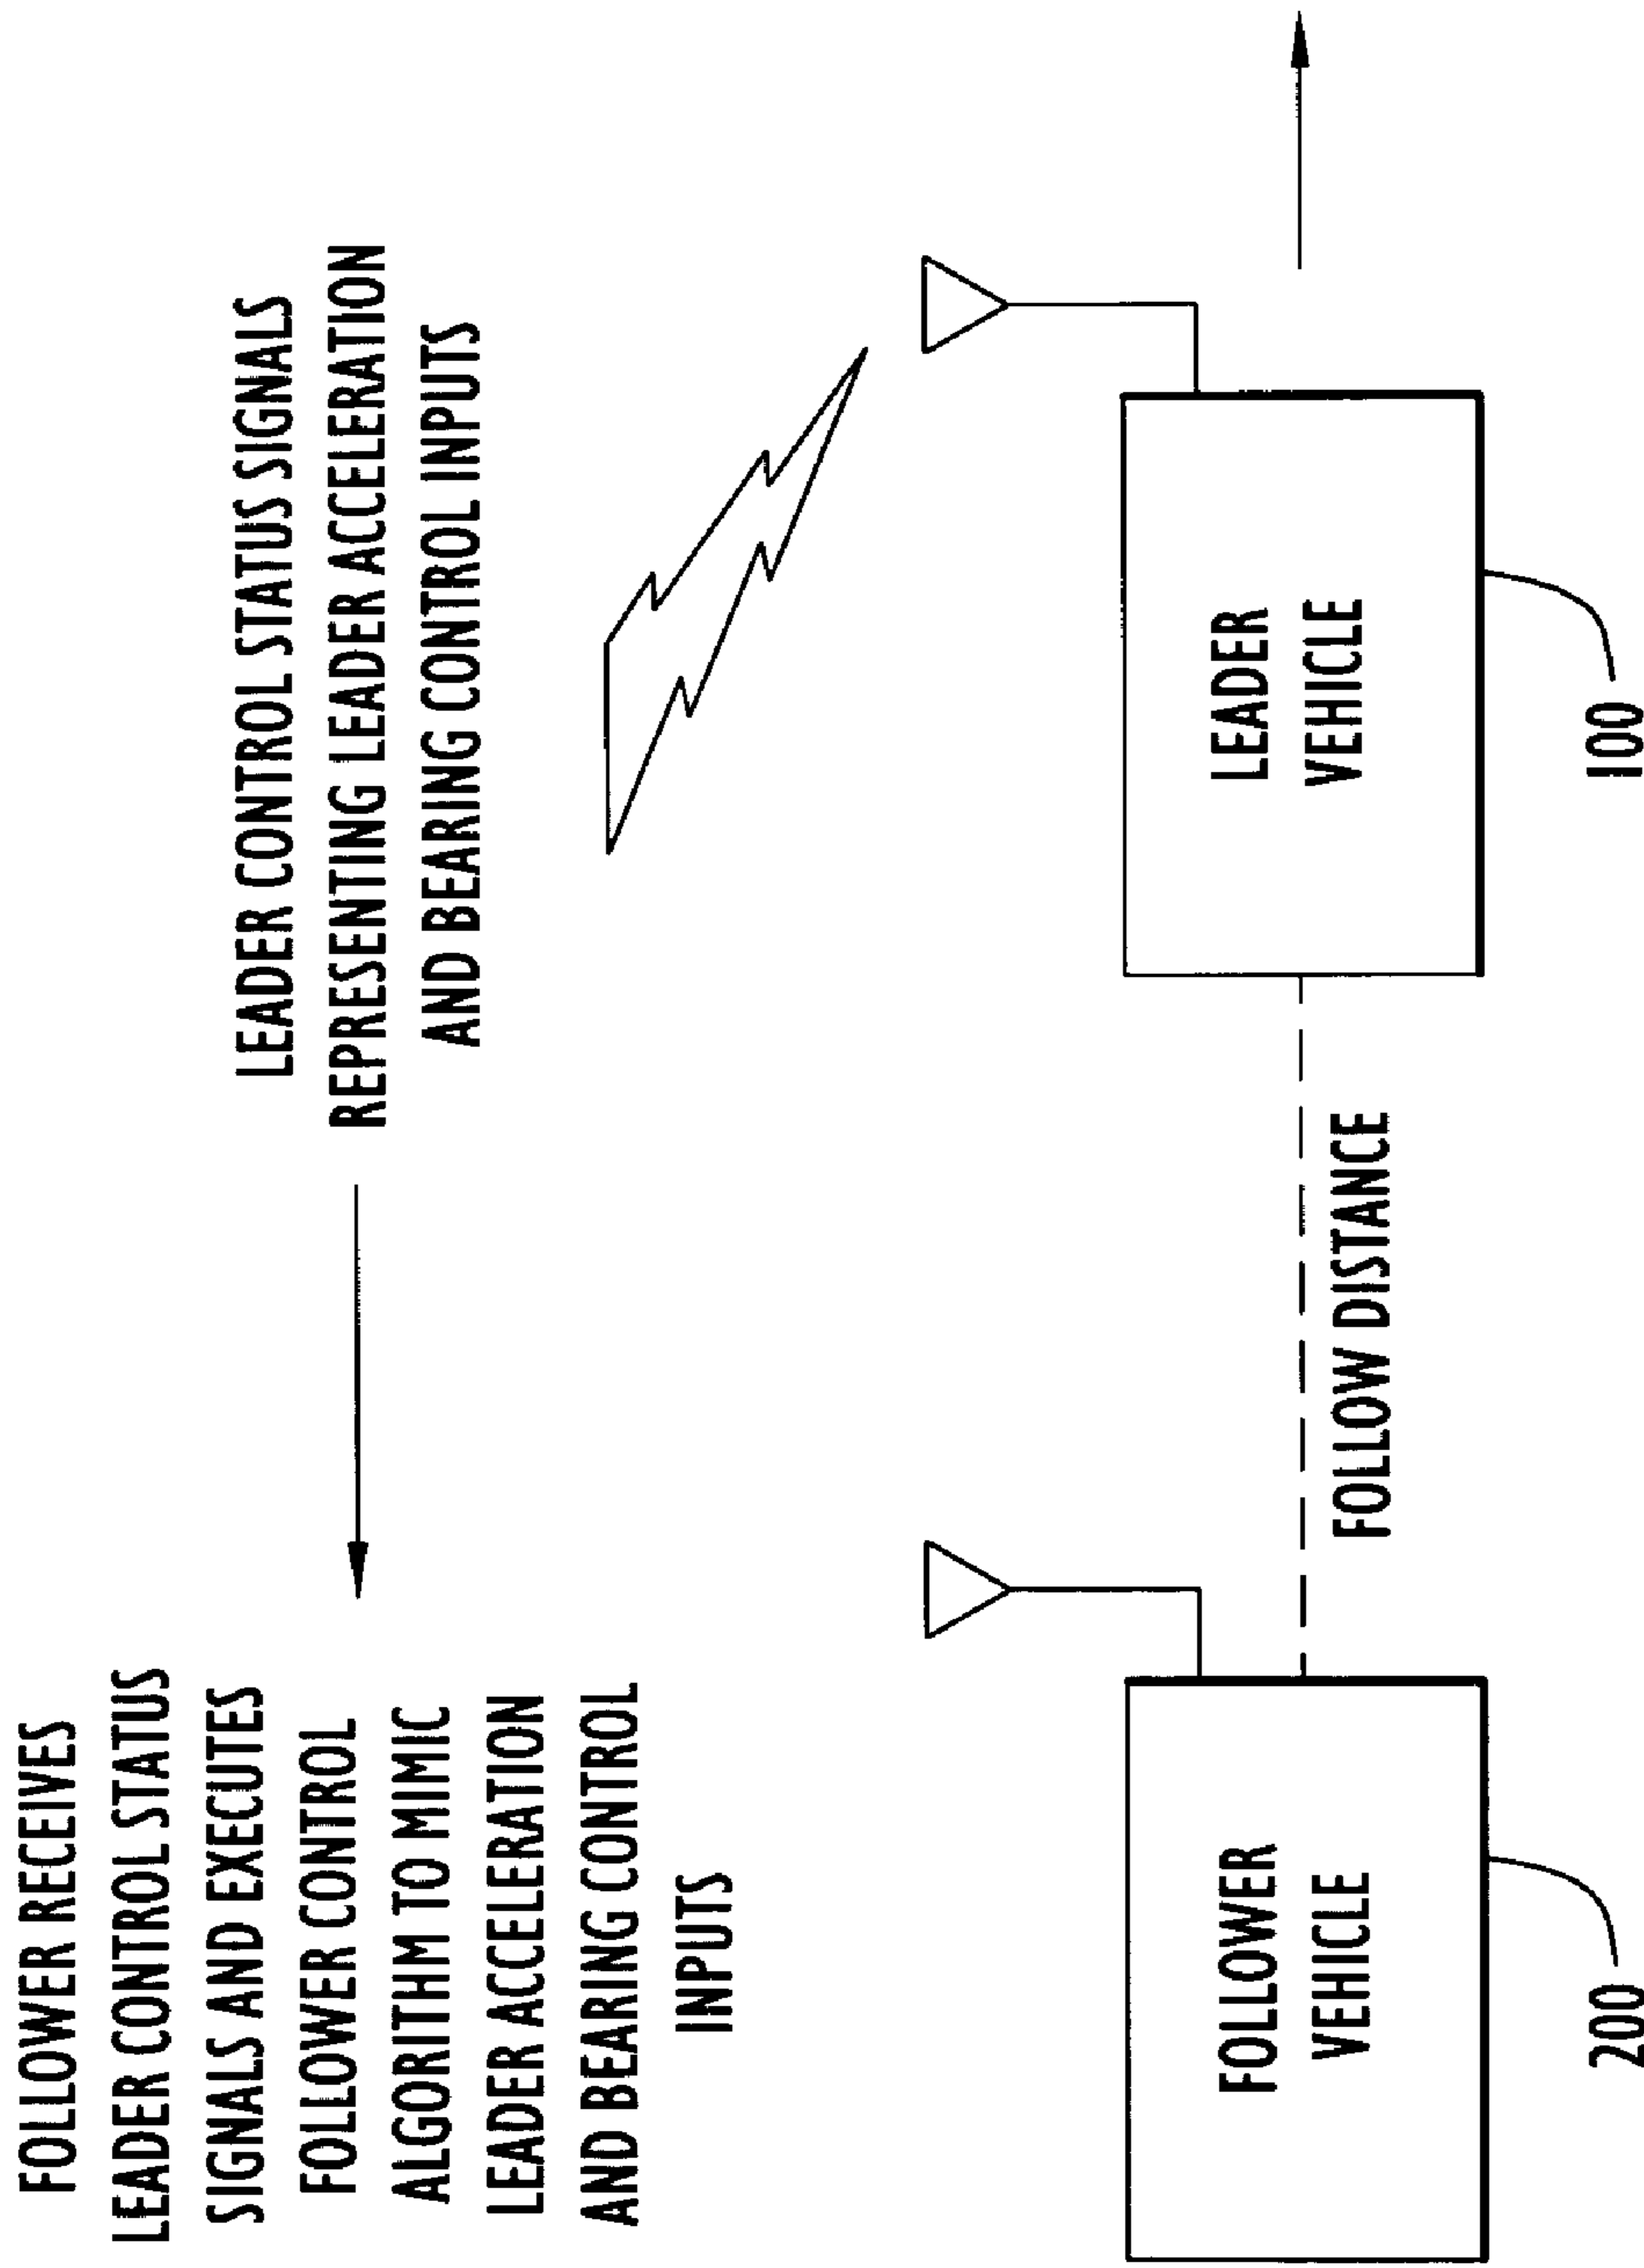 FOLLOWER RECEIVES
LEADER CONTROL STATUS
SIGNALS AND EXECUTES
FOLLOWER CONTROL
ALGORITHM TO MIMIC
LEADER ACCELERATION
AND BEARING CONTROL
INPUTS
LEADER CONTROL STATUS SIGNALS
REPRESENTING LEADER ACCELERATION
AND BEARING CONTROL INPUTS
FOLLOWER
VEHICLE
200
FOLLOW DISTANCE
LEADER
VEHICLE
100